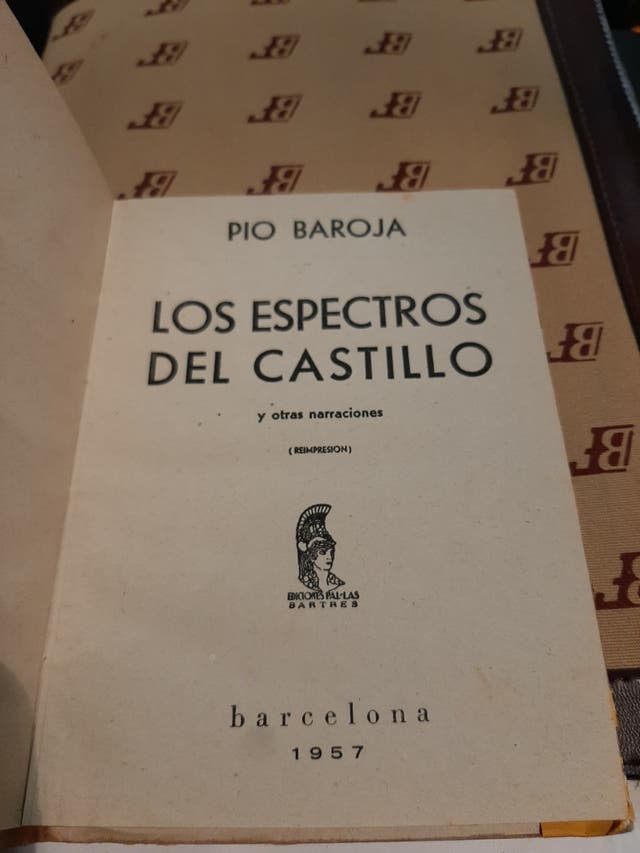 PIO BAROJA
LOS ESPECTROS
DEL CASTILLO
y otras narraciones
(REIMPRESION)
EDICIONES PAL·LAS
BARTRES
barcelona
1957